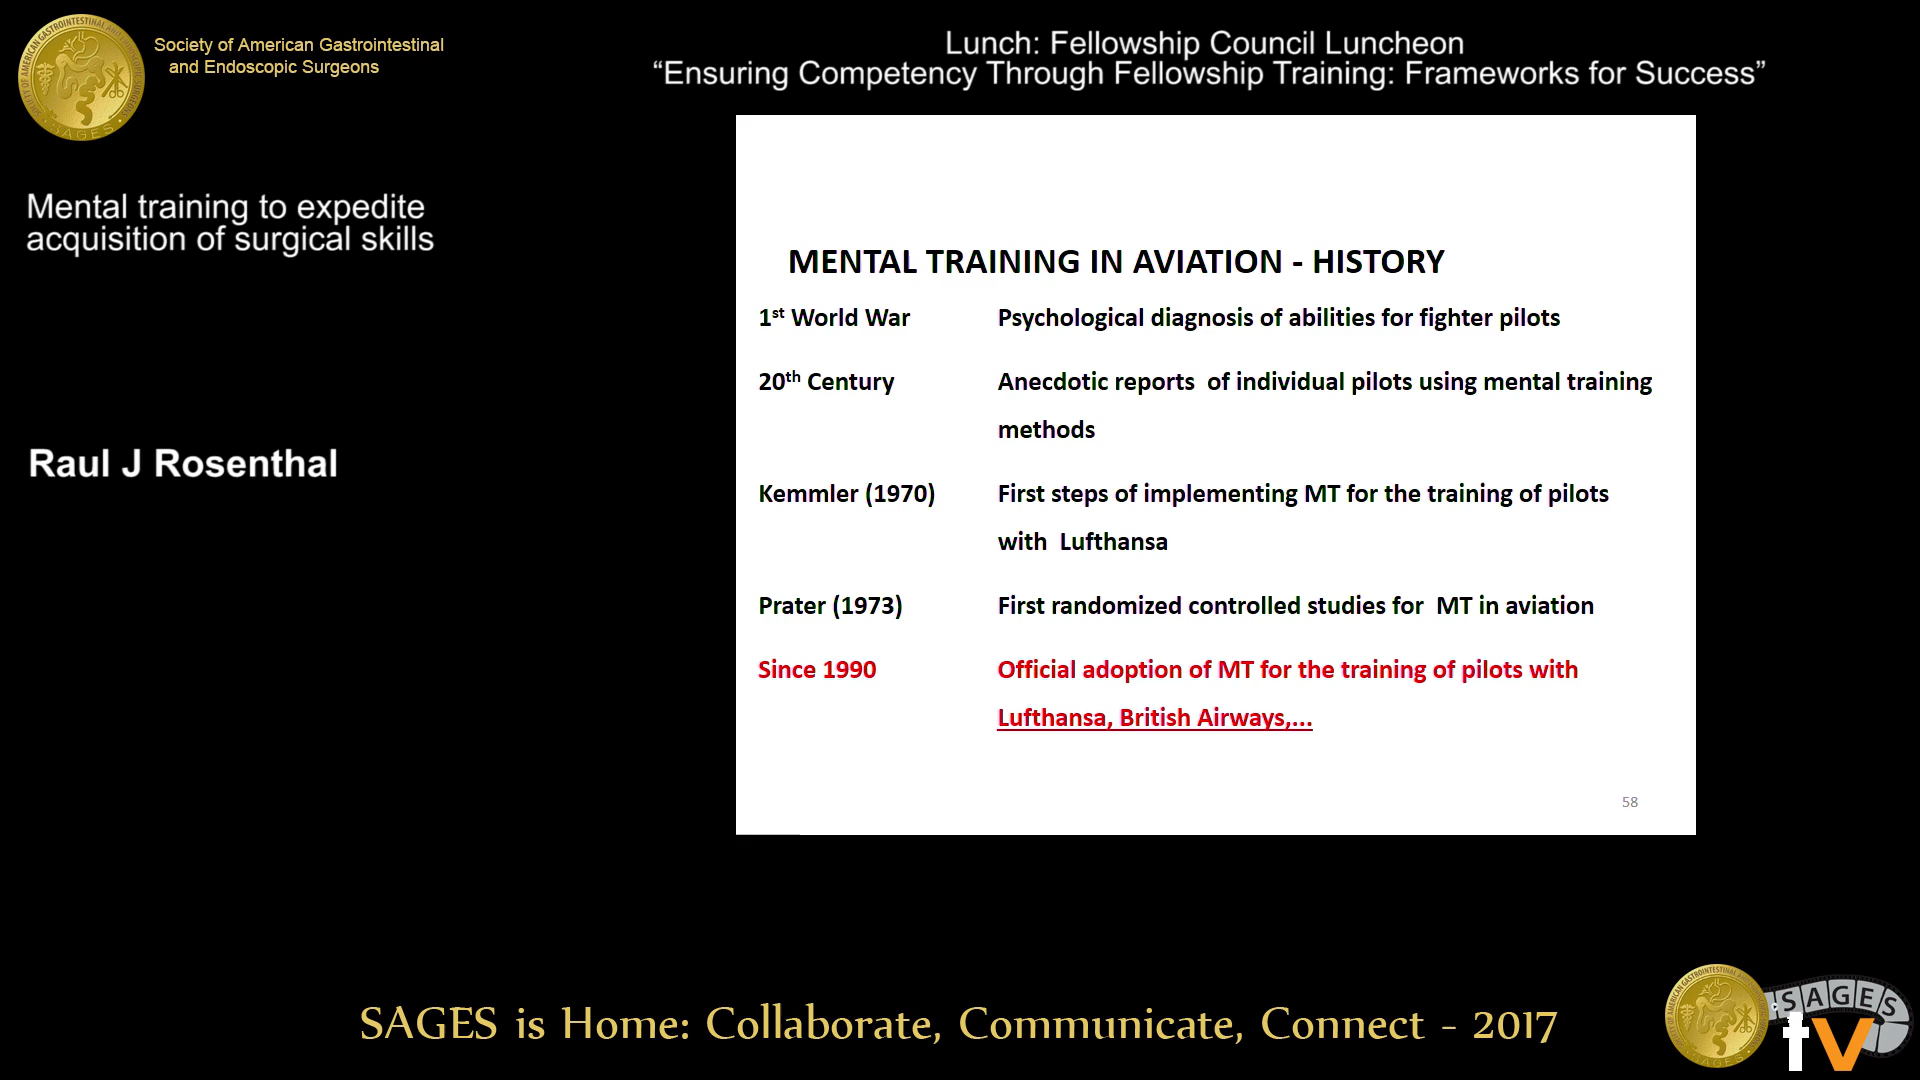 Society of American Gastrointestinal
and Endoscopic Surgeons
Lunch: Fellowship Council Luncheon
“Ensuring Competency Through Fellowship Training: Frameworks for Success”
Mental training to expedite
acquisition of surgical skills
Raul J Rosenthal
MENTAL TRAINING IN AVIATION - HISTORY
1st World War Psychological diagnosis of abilities for fighter pilots
20th Century Anecdotic reports of individual pilots using mental training
methods
Kemmler (1970) First steps of implementing MT for the training of pilots
with Lufthansa
Prater (1973) First randomized controlled studies for MT in aviation
Since 1990 Official adoption of MT for the training of pilots with
Lufthansa, British Airways,...
58
SAGES is Home: Collaborate, Communicate, Connect - 2017
SAGES
tV